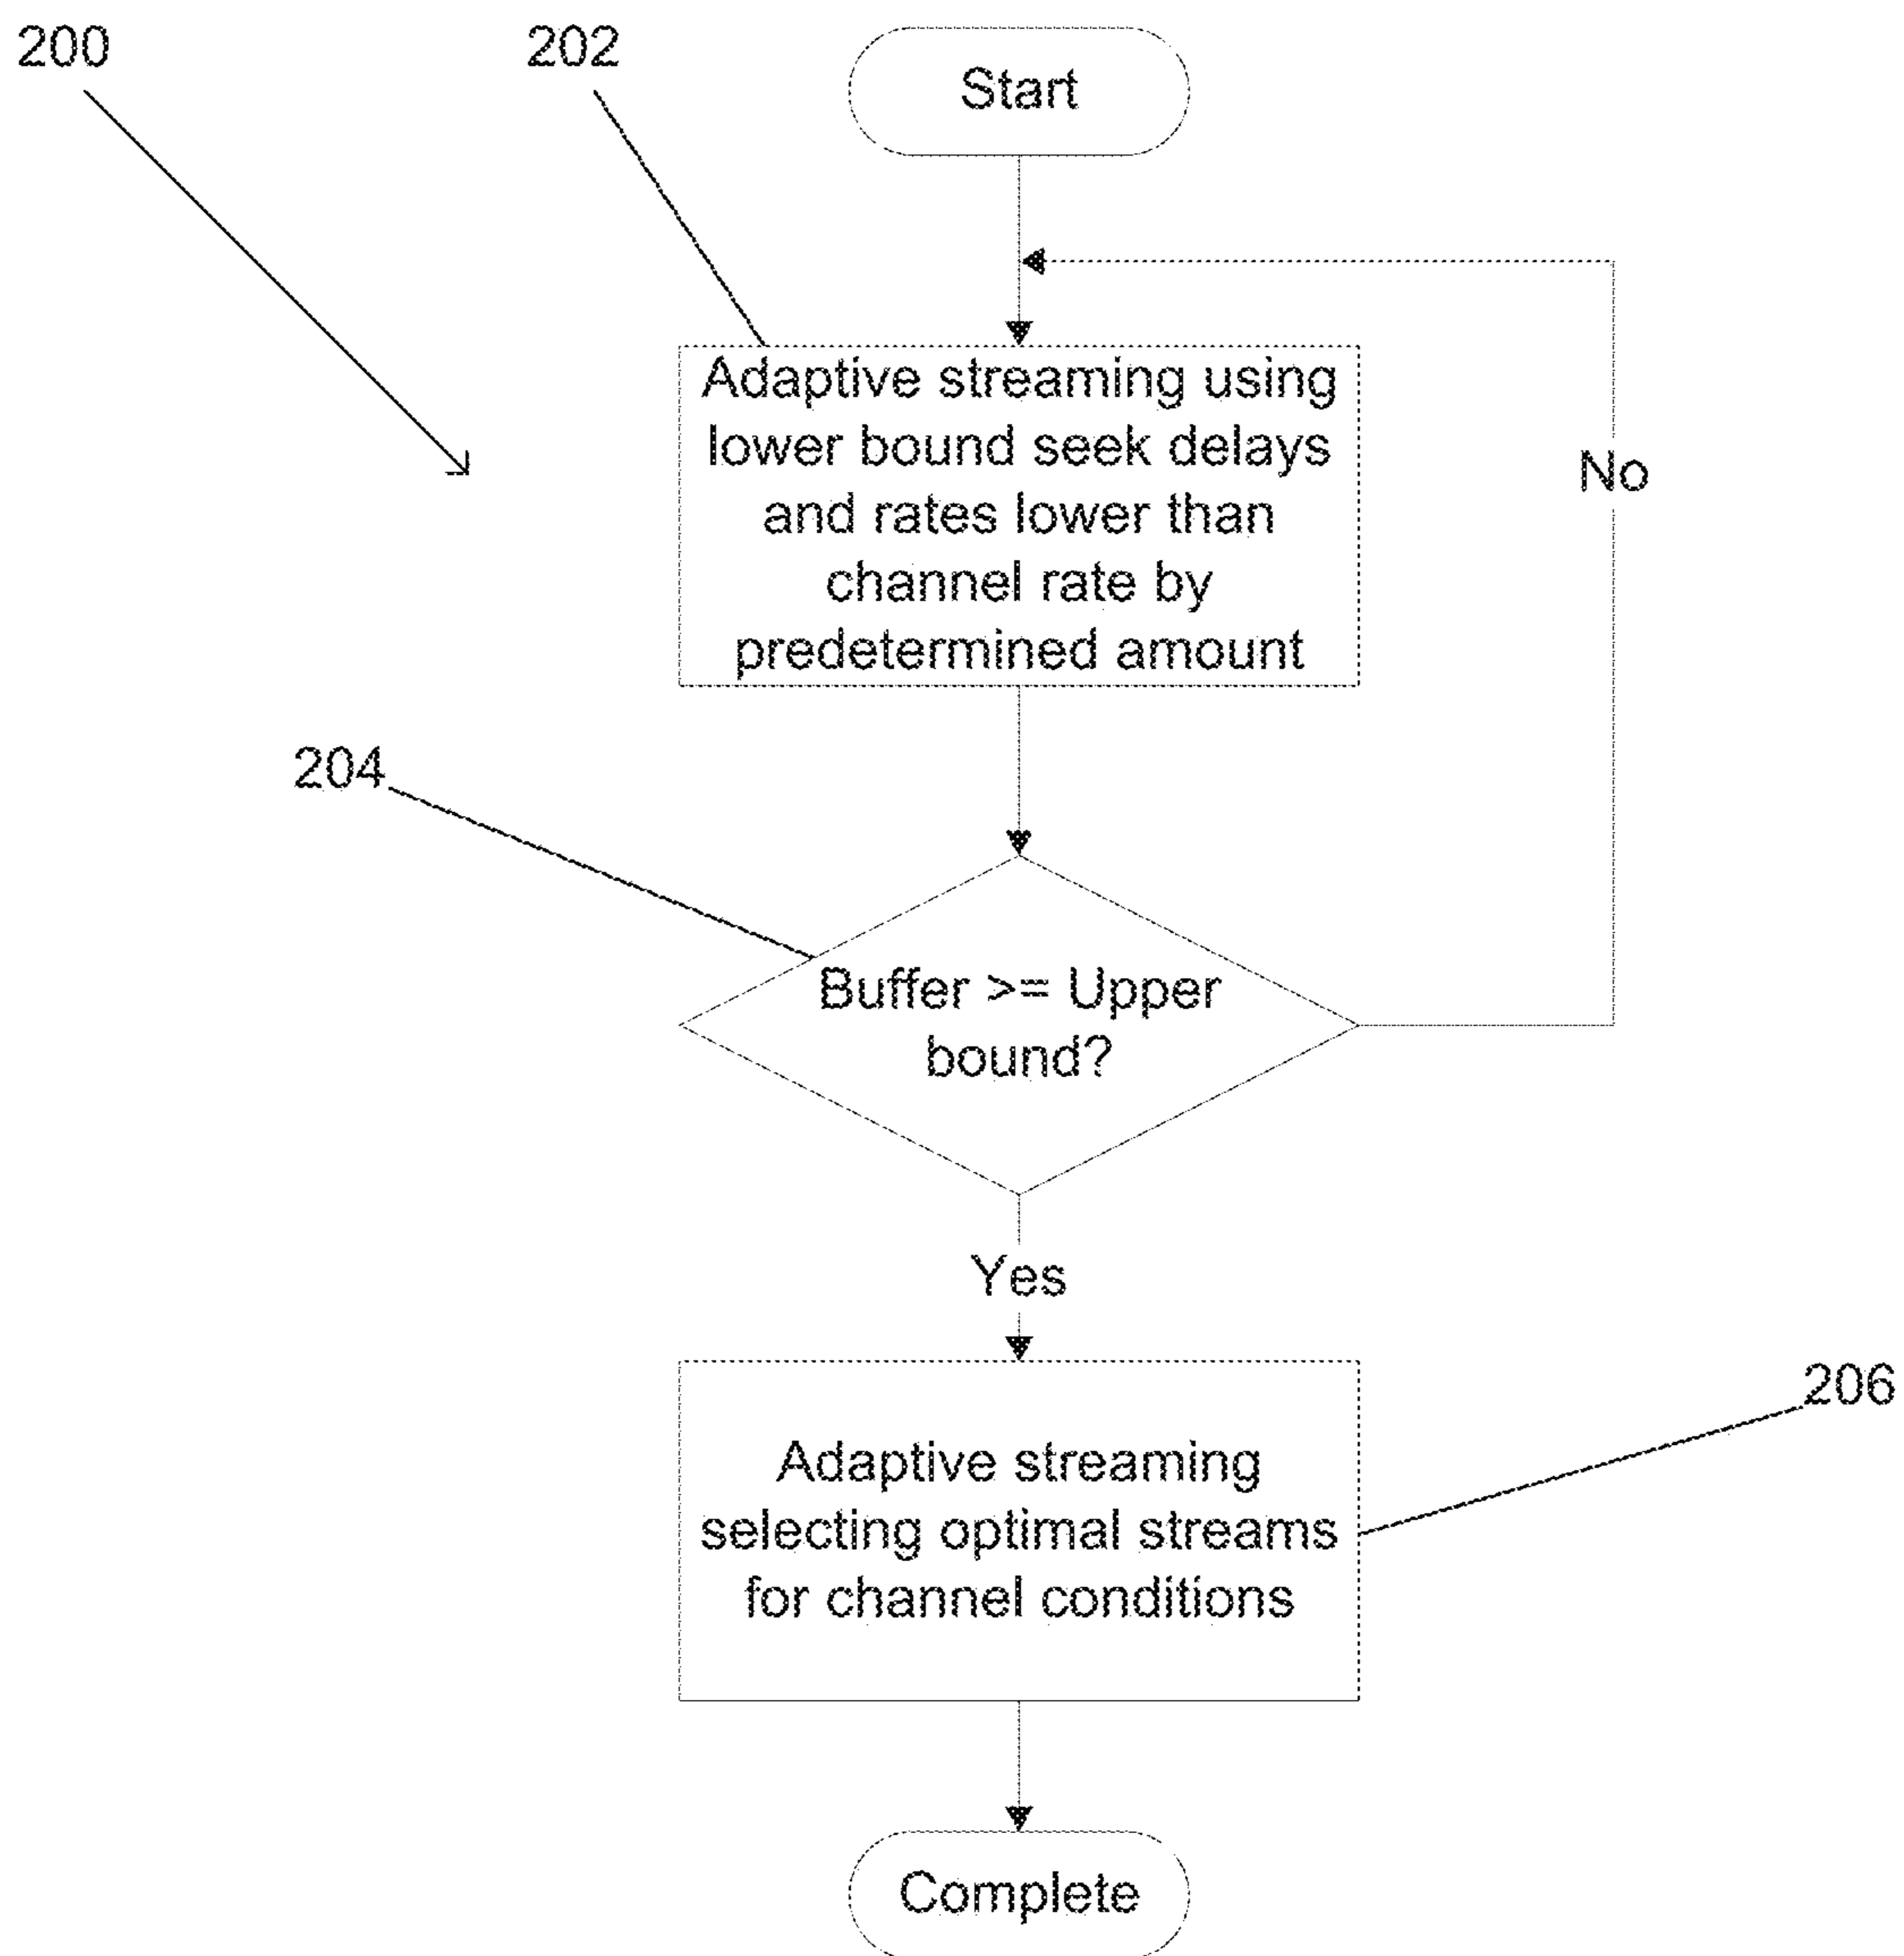 200
202
Start
Adaptive streaming using
lower bound seek delays
and rates lower than
channel rate by
predetermined amount
No
204
Buffer >= Upper
bound?
Yes
206
Adaptive streaming
selecting optimal streams
for channel conditions
Complete